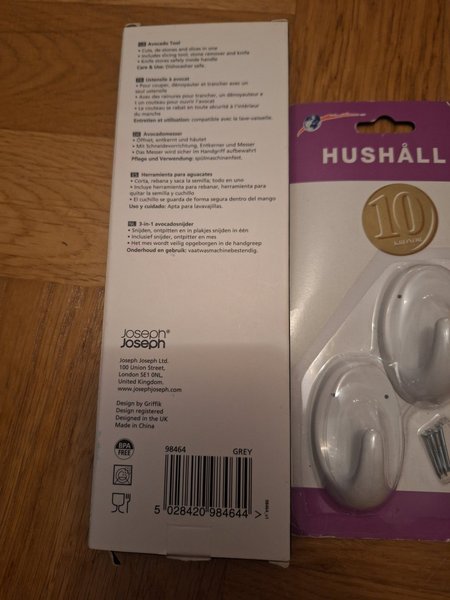 Avocado Tool
• Cuts, de-stones and slices in one
• Includes slicing tool, stone remover and knife
• Knife stores safely inside handle
Care & Use: Dishwasher safe.
Ustensile à avocat
• Pour couper, dénoyauter et trancher avec un
seul ustensile
• Avec des rainures pour trancher, un dénoyauteur et
un couteau pour ouvrir l'avocat
• Le couteau se rabat en toute sécurité à l'intérieur
du manche
Entretien et utilisation: compatible avec le lave-vaisselle.
DE Avocadomesser
• Öffnet, entkernt und häutet
• Mit Schneidevorrichtung, Entkerner und Messer
• Das Messer wird sicher im Handgriff aufbewahrt
Pflege und Verwendung: spülmaschinenfest.
ES Herramienta para aguacates
• Corta, rebana y saca la semilla; todo en uno
• Incluye herramienta para rebanar, herramienta para
quitar la semilla y cuchillo
• El cuchillo se guarda de forma segura dentro del mango
Uso y cuidado: Apta para lavavajillas.
NL 3-in-1 avocadosnijder
• Snijden, ontpitten en in plakjes snijden in één
• Inclusief snijder, ontpitter en mes
• Het mes wordt veilig opgeborgen in de handgreep
Onderhoud en gebruik: vaatwasmachinebestendig.
Joseph®
Joseph
Joseph Joseph Ltd.
100 Union Street,
London SE1 0NL,
United Kingdom.
www.josephjoseph.com
Design by Griffik
Design registered
Designed in the UK
Made in China
BPA
FREE
98464 GREY
5 028420 984644 >
HUSHÅLL
10